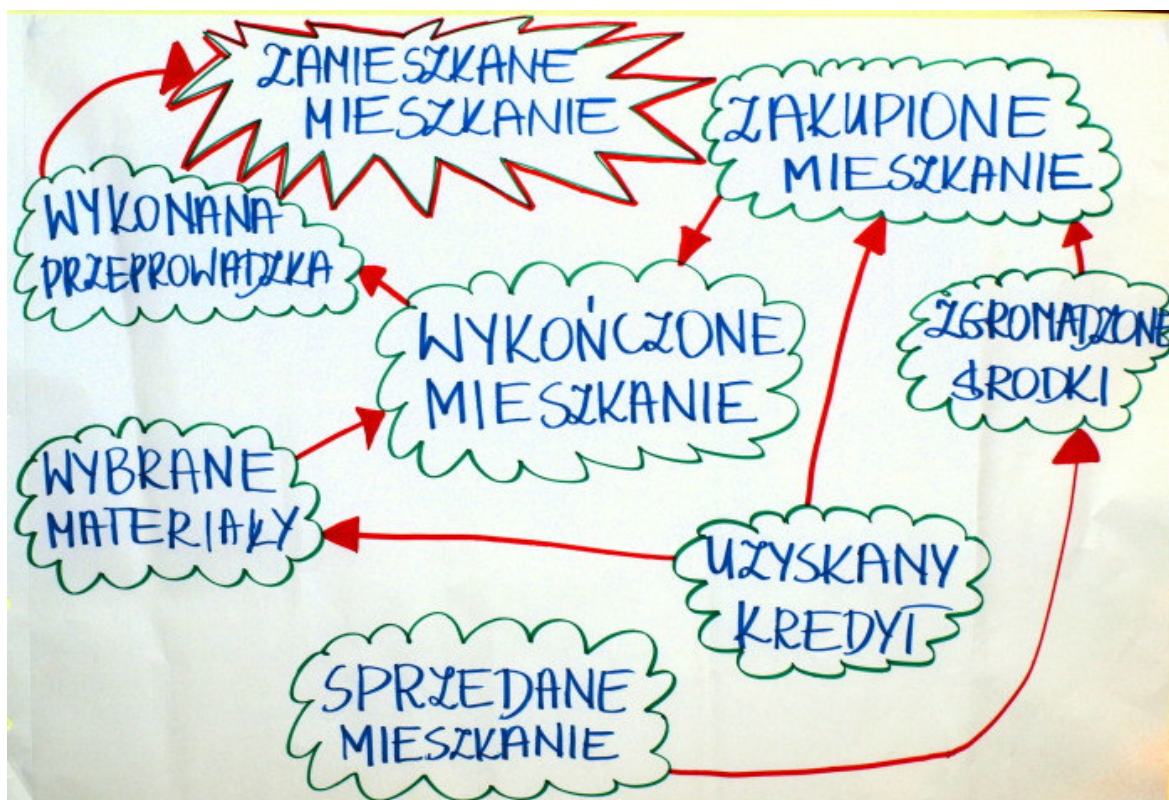 ZAMIESZKANE
MIESZKANIE
ZAKUPIONE
MIESZKANIE
WYKONANA
PRZEPROWADZKA
WYKOŃCZONE
MIESZKANIE
ZGROMADZONE
ŚRODKI
WYBRANE
MATERIAŁY
UZYSKANY
KREDYT
SPRZEDANE
MIESZKANIE